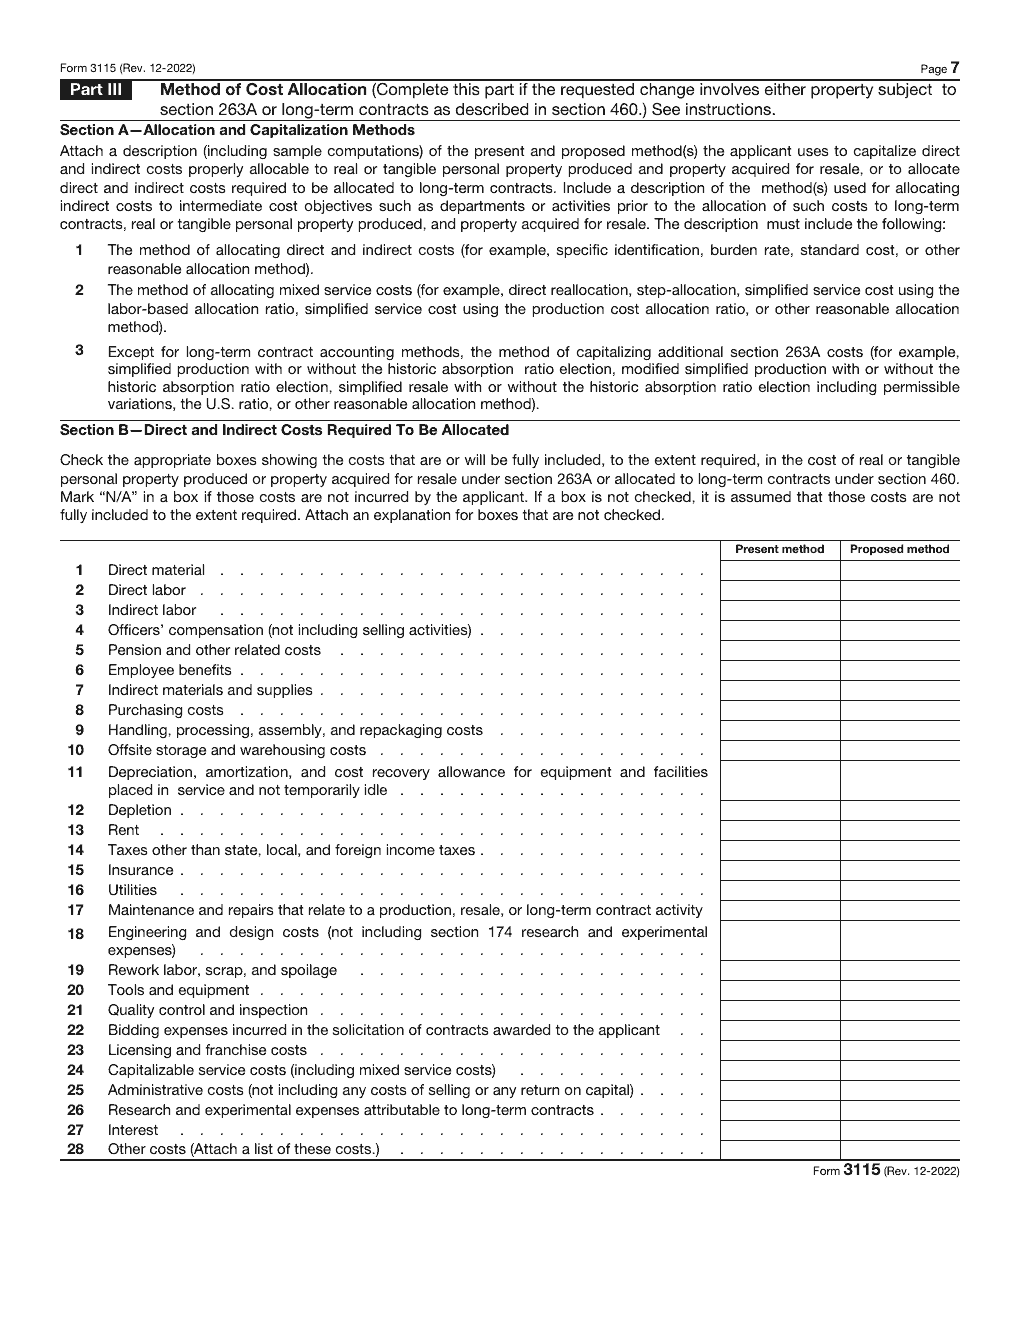 Form 3115 (Rev. 12-2022) Page 7
Part III Method of Cost Allocation (Complete this part if the requested change involves either property subject to
section 263A or long-term contracts as described in section 460.) See instructions.
Section A—Allocation and Capitalization Methods
Attach a description (including sample computations) of the present and proposed method(s) the applicant uses to capitalize direct
and indirect costs properly allocable to real or tangible personal property produced and property acquired for resale, or to allocate
direct and indirect costs required to be allocated to long-term contracts. Include a description of the method(s) used for allocating
indirect costs to intermediate cost objectives such as departments or activities prior to the allocation of such costs to long-term
contracts, real or tangible personal property produced, and property acquired for resale. The description must include the following:
1 The method of allocating direct and indirect costs (for example, specific identification, burden rate, standard cost, or other
reasonable allocation method).
2 The method of allocating mixed service costs (for example, direct reallocation, step-allocation, simplified service cost using the
labor-based allocation ratio, simplified service cost using the production cost allocation ratio, or other reasonable allocation
method).
3 Except for long-term contract accounting methods, the method of capitalizing additional section 263A costs (for example,
simplified production with or without the historic absorption ratio election, modified simplified production with or without the
historic absorption ratio election, simplified resale with or without the historic absorption ratio election including permissible
variations, the U.S. ratio, or other reasonable allocation method).
Section B—Direct and Indirect Costs Required To Be Allocated
Check the appropriate boxes showing the costs that are or will be fully included, to the extent required, in the cost of real or tangible
personal property produced or property acquired for resale under section 263A or allocated to long-term contracts under section 460.
Mark “N/A” in a box if those costs are not incurred by the applicant. If a box is not checked, it is assumed that those costs are not
fully included to the extent required. Attach an explanation for boxes that are not checked.
Present method Proposed method
1 Direct material . . . . . . . . . . . . . . . . . . . . . . . . .
2 Direct labor . . . . . . . . . . . . . . . . . . . . . . . . . .
3 Indirect labor . . . . . . . . . . . . . . . . . . . . . . . . .
4 Officers’ compensation (not including selling activities) . . . . . . . . . . . .
5 Pension and other related costs . . . . . . . . . . . . . . . . . . .
6 Employee benefits . . . . . . . . . . . . . . . . . . . . . . . .
7 Indirect materials and supplies . . . . . . . . . . . . . . . . . . . .
8 Purchasing costs . . . . . . . . . . . . . . . . . . . . . . . .
9 Handling, processing, assembly, and repackaging costs . . . . . . . . . . .
10 Offsite storage and warehousing costs . . . . . . . . . . . . . . . . .
11 Depreciation, amortization, and cost recovery allowance for equipment and facilities
placed in service and not temporarily idle . . . . . . . . . . . . . . . .
12 Depletion . . . . . . . . . . . . . . . . . . . . . . . . . . .
13 Rent . . . . . . . . . . . . . . . . . . . . . . . . . . . .
14 Taxes other than state, local, and foreign income taxes . . . . . . . . . . . .
15 Insurance . . . . . . . . . . . . . . . . . . . . . . . . . . .
16 Utilities . . . . . . . . . . . . . . . . . . . . . . . . . . .
17 Maintenance and repairs that relate to a production, resale, or long-term contract activity
18 Engineering and design costs (not including section 174 research and experimental
expenses) . . . . . . . . . . . . . . . . . . . . . . . . . .
19 Rework labor, scrap, and spoilage . . . . . . . . . . . . . . . . . .
20 Tools and equipment . . . . . . . . . . . . . . . . . . . . . . .
21 Quality control and inspection . . . . . . . . . . . . . . . . . . . .
22 Bidding expenses incurred in the solicitation of contracts awarded to the applicant . .
23 Licensing and franchise costs . . . . . . . . . . . . . . . . . . . .
24 Capitalizable service costs (including mixed service costs) . . . . . . . . . .
25 Administrative costs (not including any costs of selling or any return on capital) . . . .
26 Research and experimental expenses attributable to long-term contracts . . . . . .
27 Interest . . . . . . . . . . . . . . . . . . . . . . . . . . .
28 Other costs (Attach a list of these costs.) . . . . . . . . . . . . . . . .
Form 3115 (Rev. 12-2022)